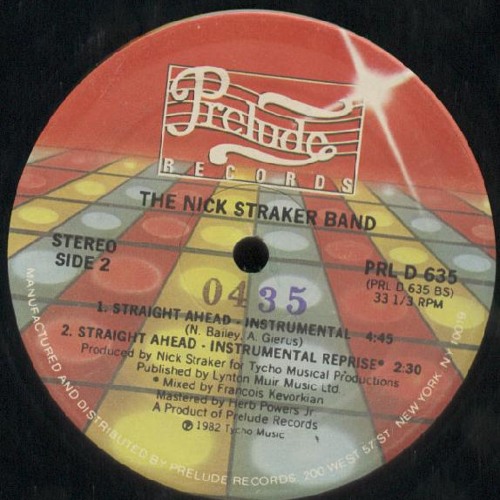 Prelude
RECORDS
THE NICK STRAKER BAND
STEREO
SIDE 2
PRL D 635
(PRL D 635 BS)
33 1/3 RPM
0435
1. STRAIGHT AHEAD - INSTRUMENTAL 4:45
(N. Bailey, A. Gierus)
2. STRAIGHT AHEAD - INSTRUMENTAL REPRISE* 2:30
Produced by Nick Straker for Tycho Musical Productions
Published by Lynton Muir Music Ltd.
* Mixed by Francois Kevorkian
Mastered by Herb Powers Jr.
A Product of Prelude Records
℗ 1982 Tycho Music
MANUFACTURED AND DISTRIBUTED BY PRELUDE RECORDS, 200 WEST 57 ST. NEW YORK, NY 10019